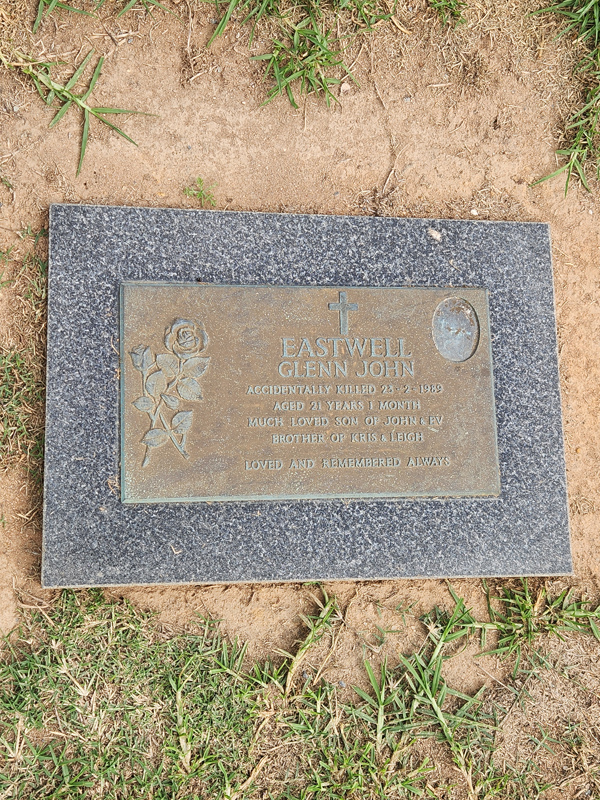 EASTWELL
GLENN JOHN
ACCIDENTALLY KILLED 23·2·1989
AGED 21 YEARS 1 MONTH
MUCH LOVED SON OF JOHN & EV
BROTHER OF KRIS & LEIGH
LOVED AND REMEMBERED ALWAYS